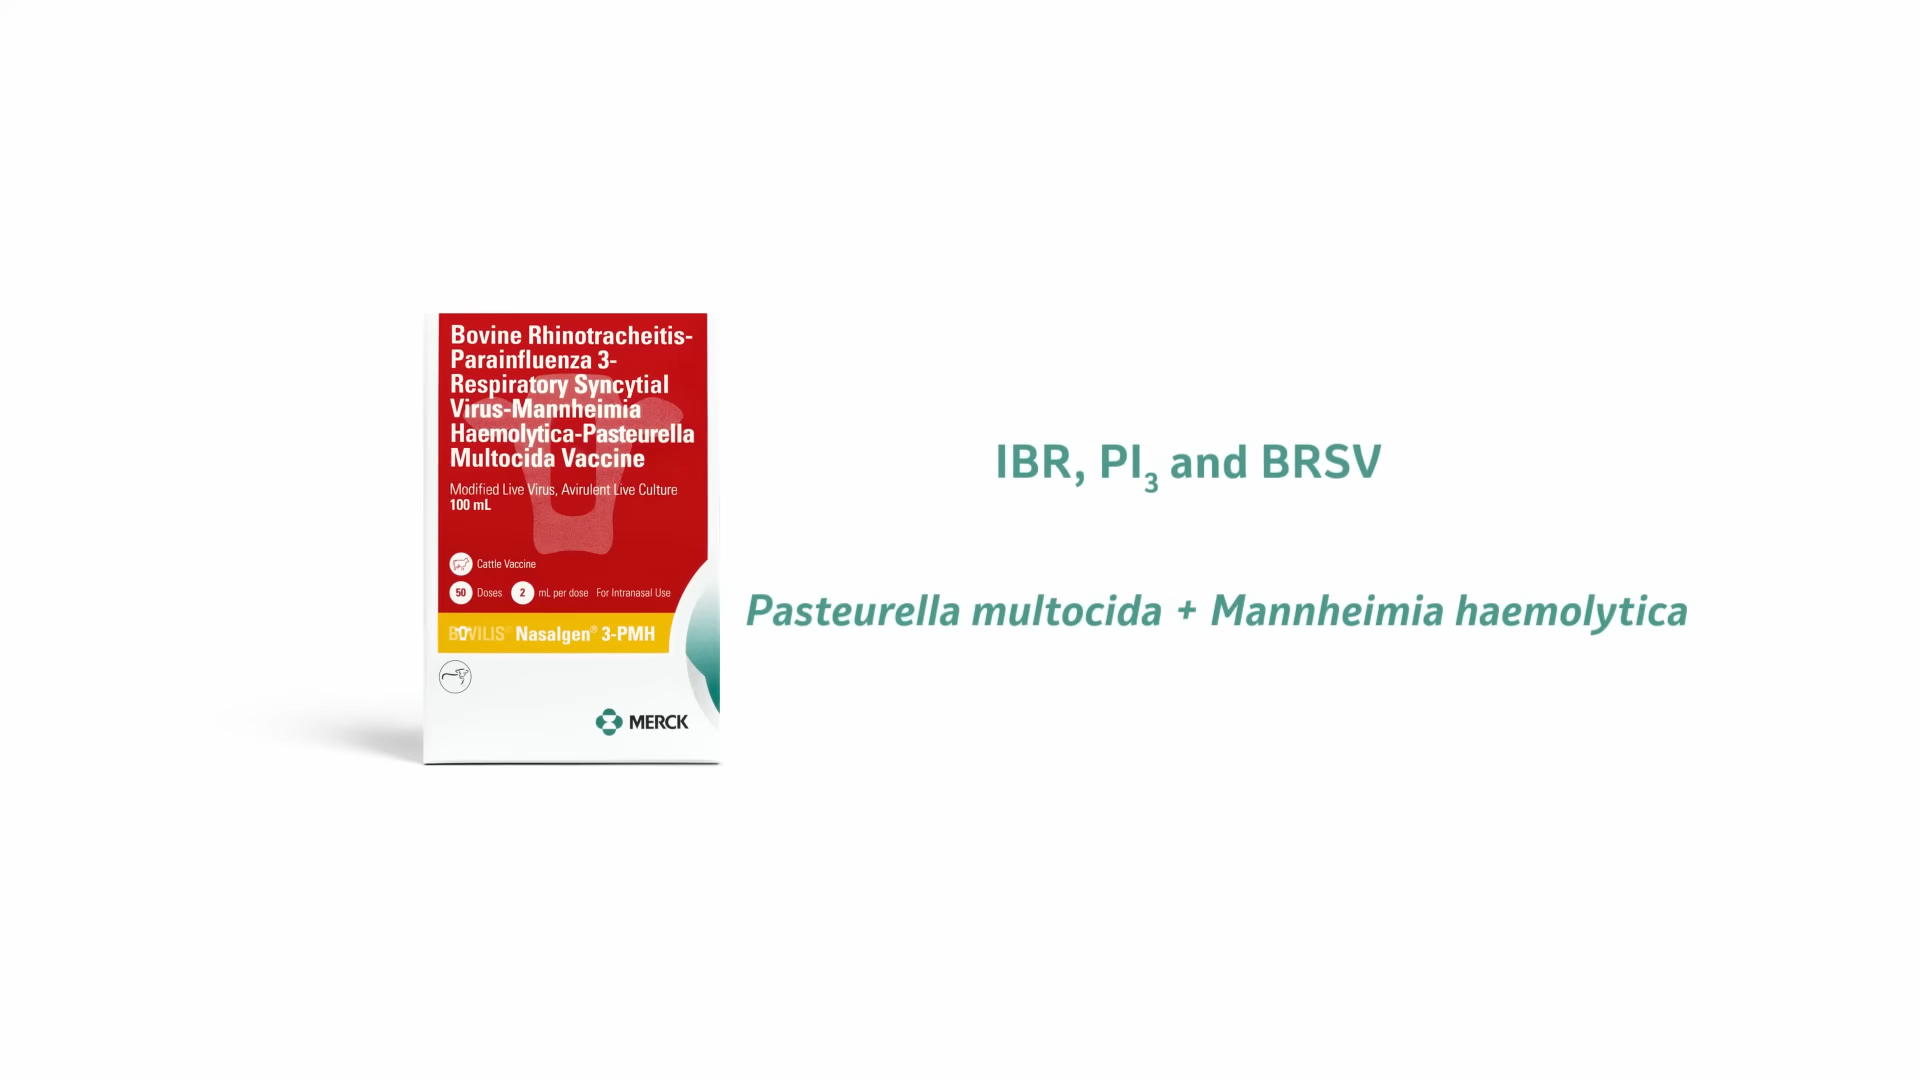 Bovine Rhinotracheitis-
Parainfluenza 3-
Respiratory Syncytial
Virus-Mannheimia
Haemolytica-Pasteurella
Multocida Vaccine
Modified Live Virus, Avirulent Live Culture
100 mL
Cattle Vaccine
50 Doses 2 mL per dose For Intranasal Use
BOVILIS® Nasalgen® 3-PMH
MERCK
IBR, PI3 and BRSV
Pasteurella multocida + Mannheimia haemolytica